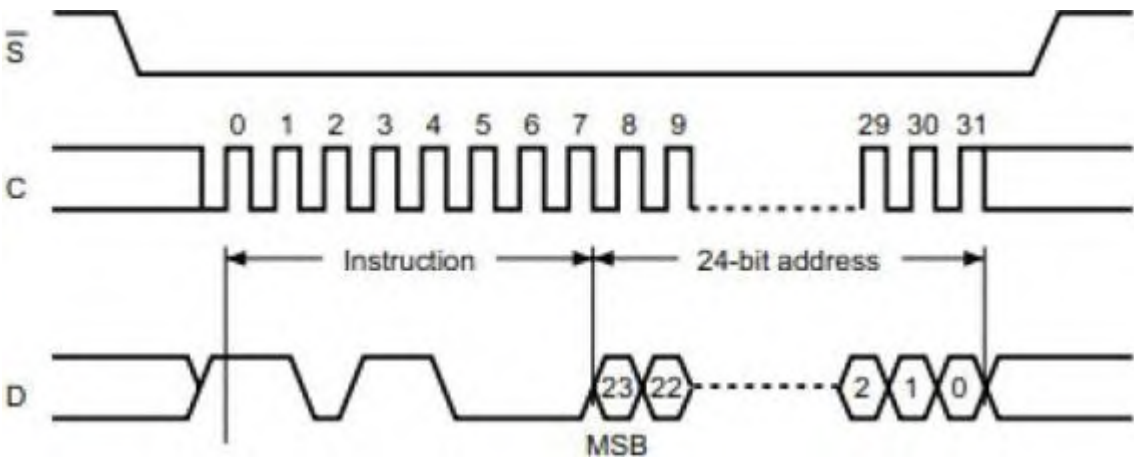 S̅
0 1 2 3 4 5 6 7 8 9 29 30 31
C
Instruction 24-bit address
D 23 22 2 1 0
MSB